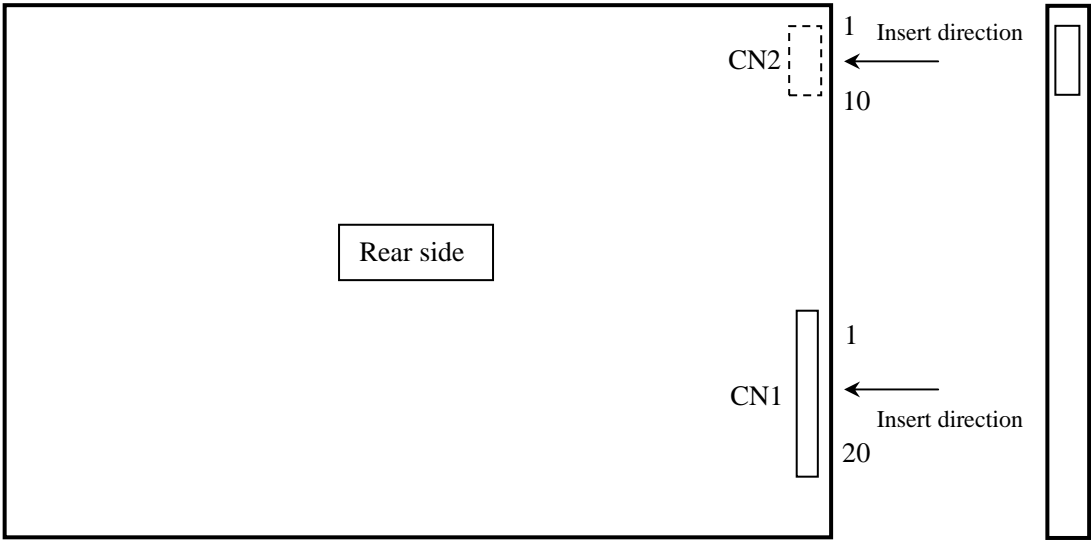 1
Insert direction
CN2
10
Rear side
1
CN1
Insert direction
20